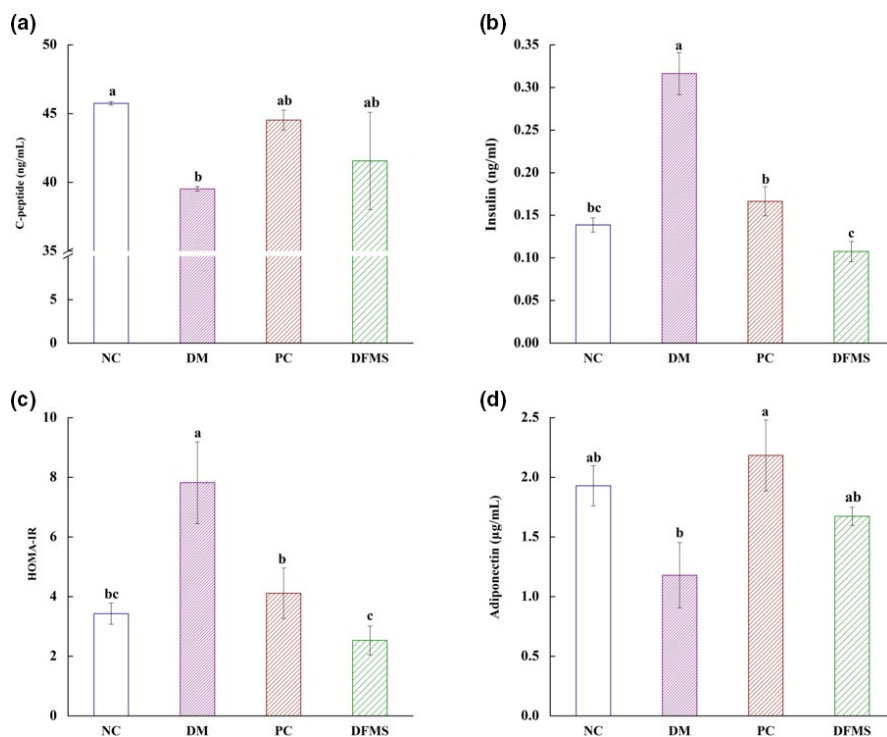 (a)
50
45
40
35
5
0
C-peptide (ng/mL)
a
b
ab
ab
NC DM PC DFMS
(b)
0.35
0.30
0.25
0.20
0.15
0.10
0.05
0.00
Insulin (ng/ml)
bc
a
b
c
NC DM PC DFMS
(c)
10
8
6
4
2
0
HOMA-IR
bc
a
b
c
NC DM PC DFMS
(d)
2.5
2.0
1.5
1.0
0.5
0.0
Adiponectin (µg/mL)
ab
b
a
ab
NC DM PC DFMS